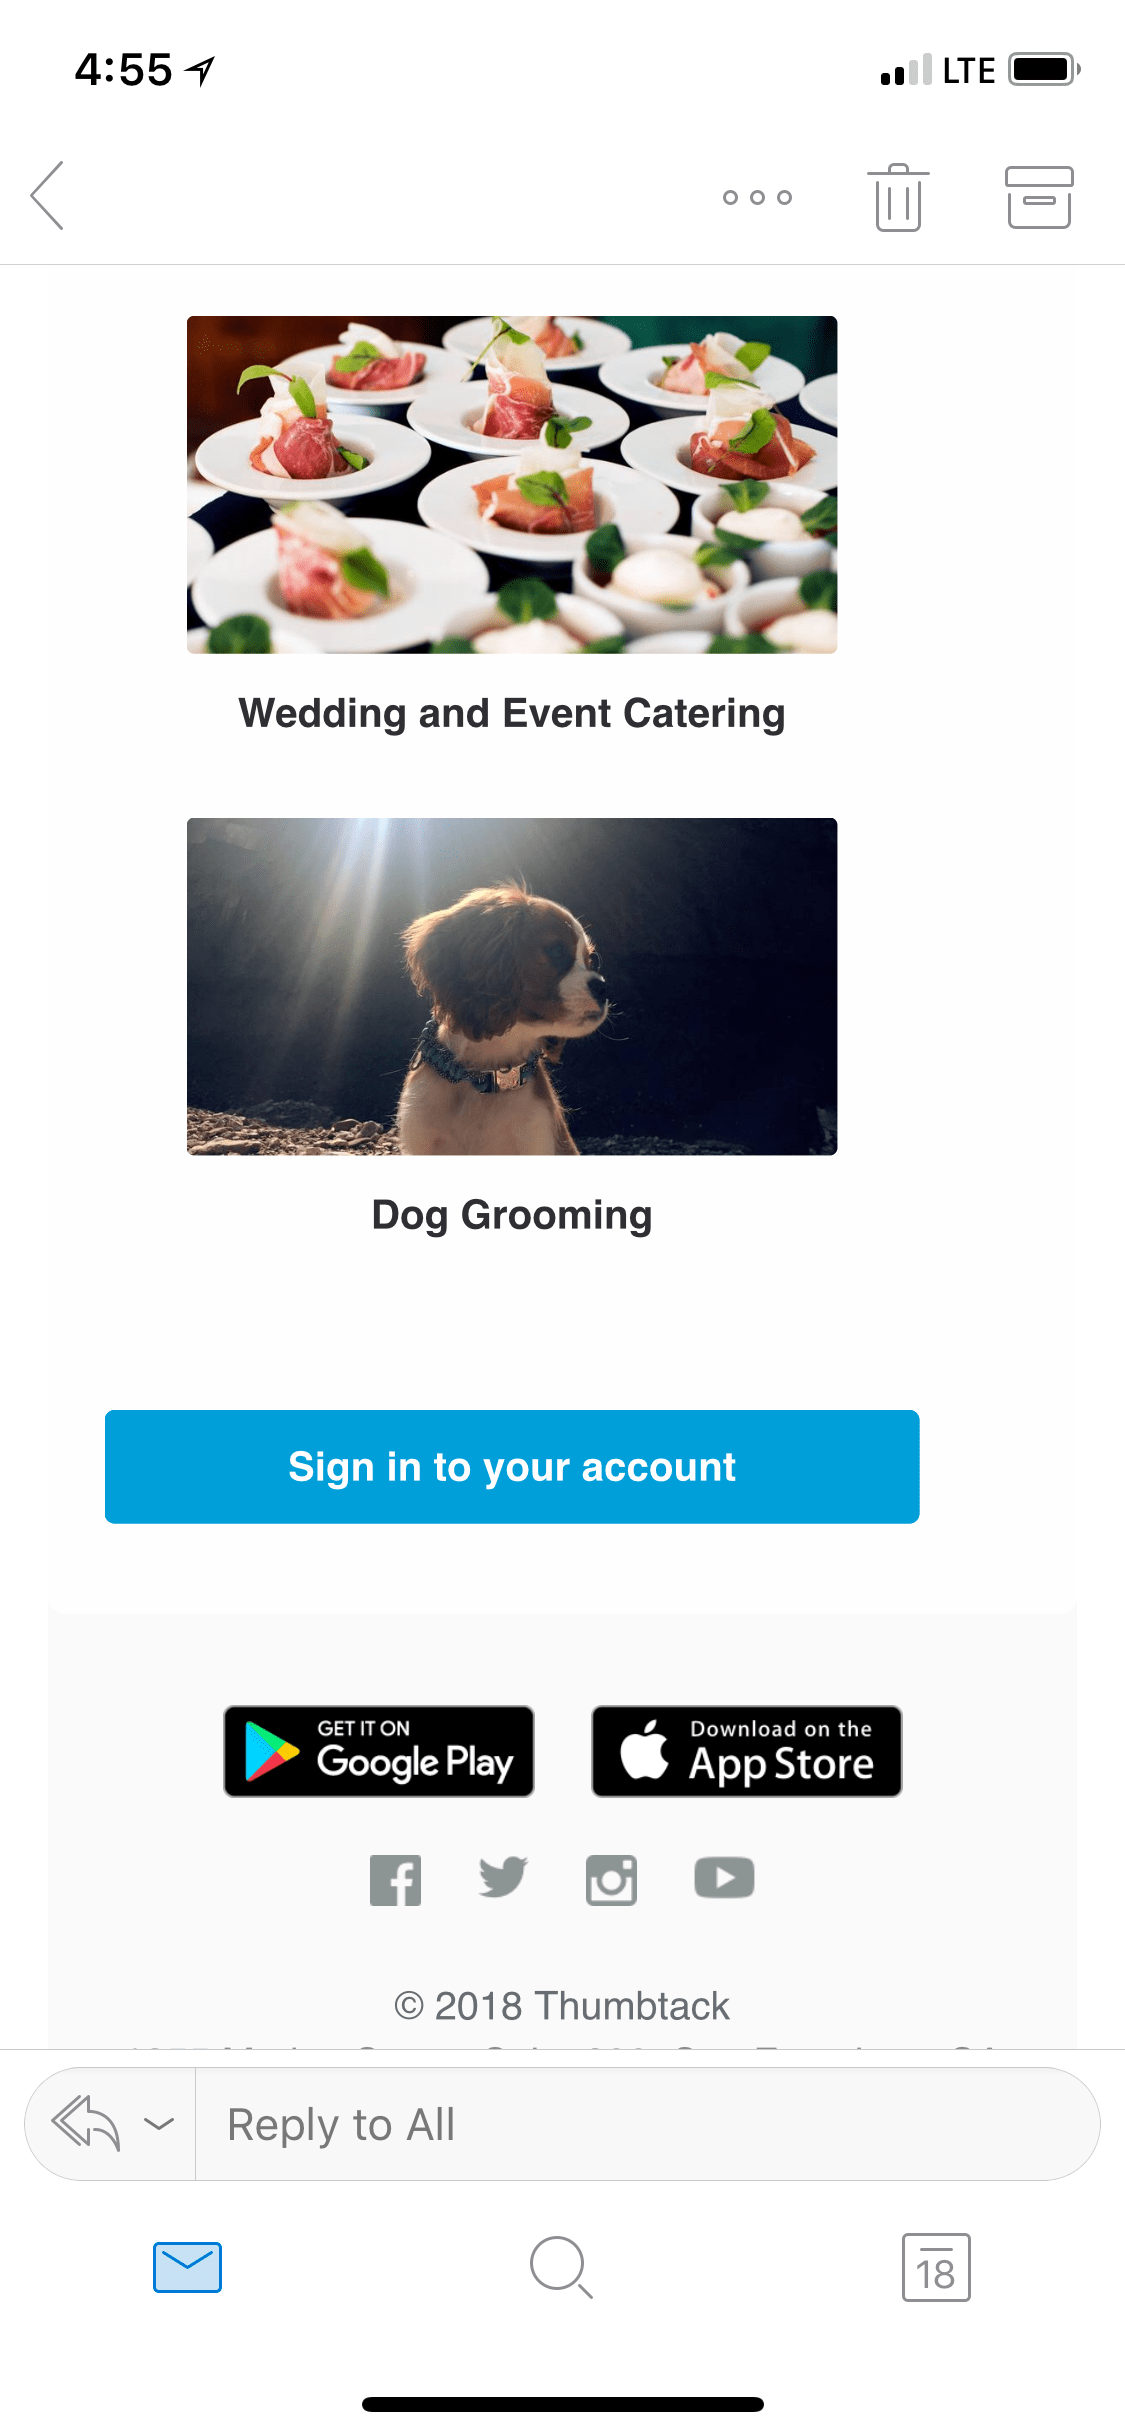 4:55
LTE
Wedding and Event Catering
Dog Grooming
Sign in to your account
GET IT ON
Google Play
Download on the
App Store
© 2018 Thumbtack
Reply to All
18